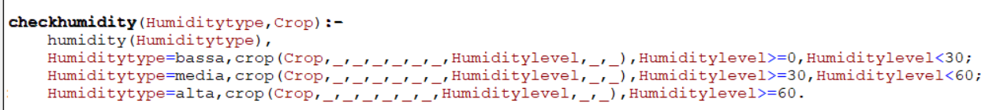 checkhumidity(Humiditytype,Crop):-
humidity(Humiditytype),
Humiditytype=bassa,crop(Crop,_,_,_,_,_,_,Humiditylevel,_,_),Humiditylevel>=0,Humiditylevel<30;
Humiditytype=media,crop(Crop,_,_,_,_,_,_,Humiditylevel,_,_),Humiditylevel>=30,Humiditylevel<60;
Humiditytype=alta,crop(Crop,_,_,_,_,_,_,Humiditylevel,_,_),Humiditylevel>=60.